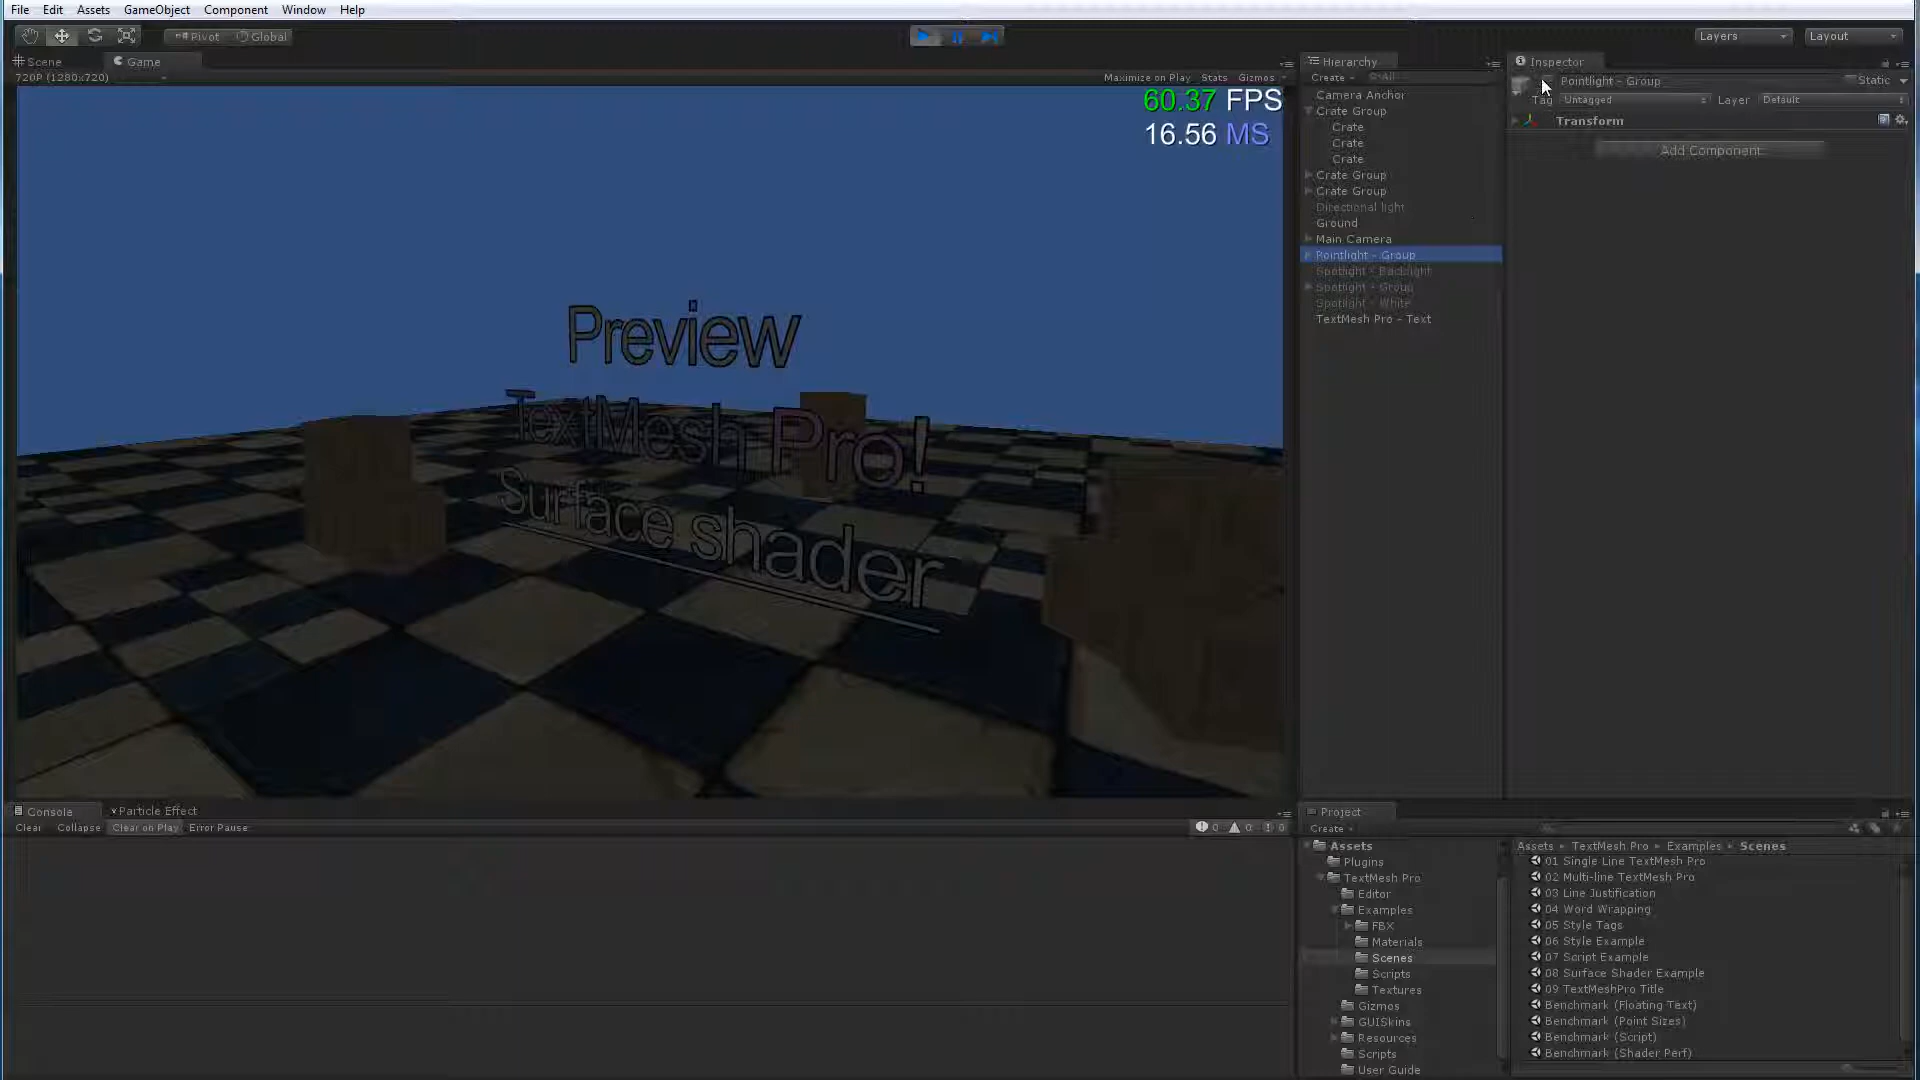 File Edit Assets GameObject Component Window Help
Pivot Global Layers Layout
Scene Game
720P (1280x720) Maximize on Play Stats Gizmos
60.37 FPS
16.56 MS
Preview
TextMesh Pro!
Surface shader
Hierarchy
Create All
Camera Anchor
Crate Group
Crate
Crate
Crate
Crate Group
Crate Group
Directional light
Ground
Main Camera
Pointlight - Group
Spotlight - Backlight
Spotlight - Group
Spotlight - White
TextMesh Pro - Text
Inspector
Pointlight - Group Static
Tag Untagged Layer Default
Transform
Add Component
Console Particle Effect
Clear Collapse Clear on Play Error Pause 0 0 0
Project
Create
Assets
Plugins
TextMesh Pro
Editor
Examples
FBX
Materials
Scenes
Scripts
Textures
Gizmos
GUISkins
Resources
Scripts
User Guide
Assets TextMesh Pro Examples Scenes
01 Single Line TextMesh Pro
02 Multi-line TextMesh Pro
03 Line Justification
04 Word Wrapping
05 Style Tags
06 Style Example
07 Script Example
08 Surface Shader Example
09 TextMeshPro Title
Benchmark (Floating Text)
Benchmark (Point Sizes)
Benchmark (Script)
Benchmark (Shader Perf)